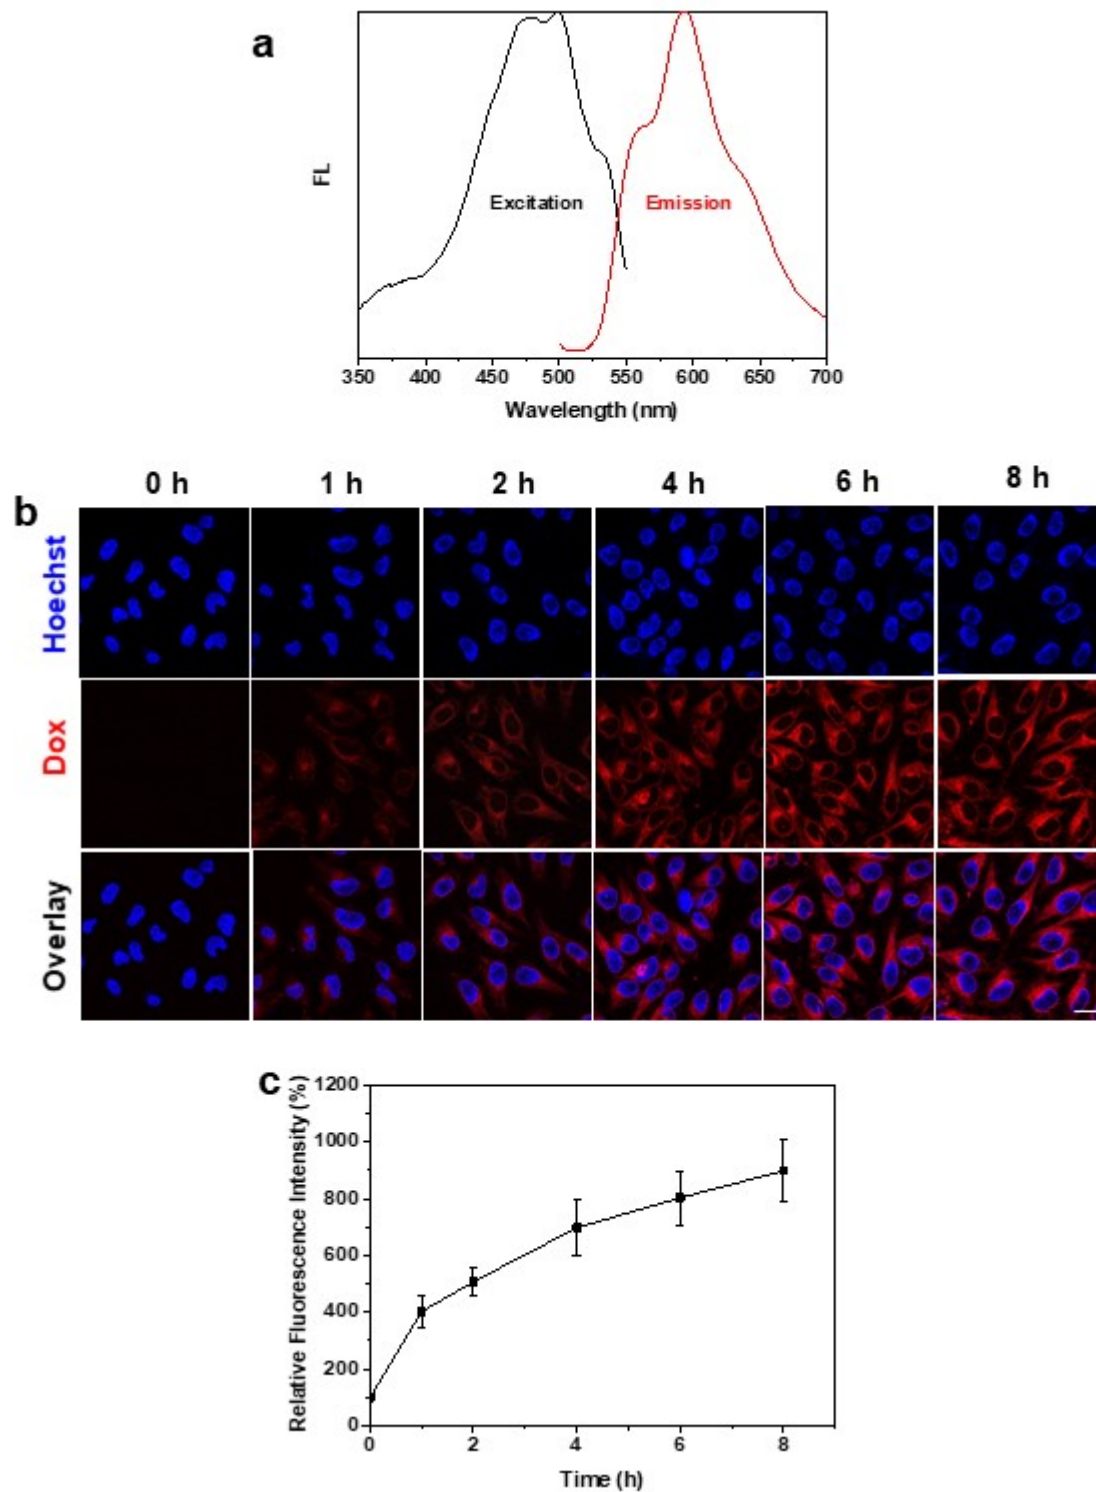 a
FL
Excitation
Emission
350 400 450 500 550 600 650 700
Wavelength (nm)
0 h 1 h 2 h 4 h 6 h 8 h
b
Hoechst
Dox
Overlay
c
Relative Fluorescence Intensity (%)
1200
1000
800
600
400
200
0
0 2 4 6 8
Time (h)